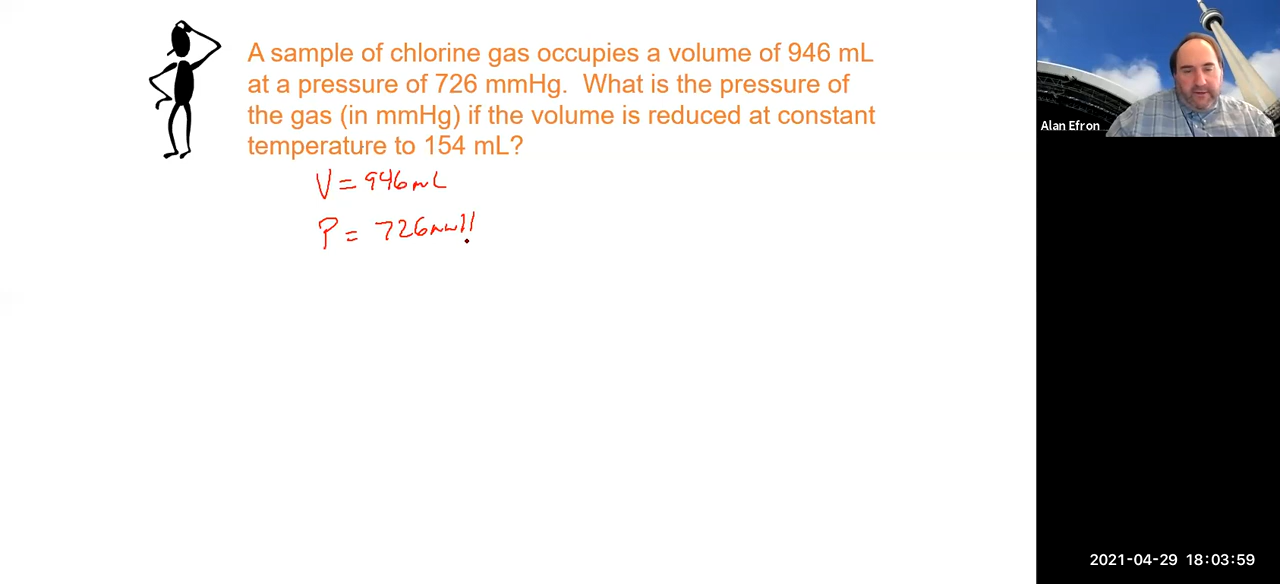 A sample of chlorine gas occupies a volume of 946 mL
at a pressure of 726 mmHg. What is the pressure of
the gas (in mmHg) if the volume is reduced at constant
temperature to 154 mL?
V = 946mL
P = 726mmH
Alan Efron
2021-04-29 18:03:59